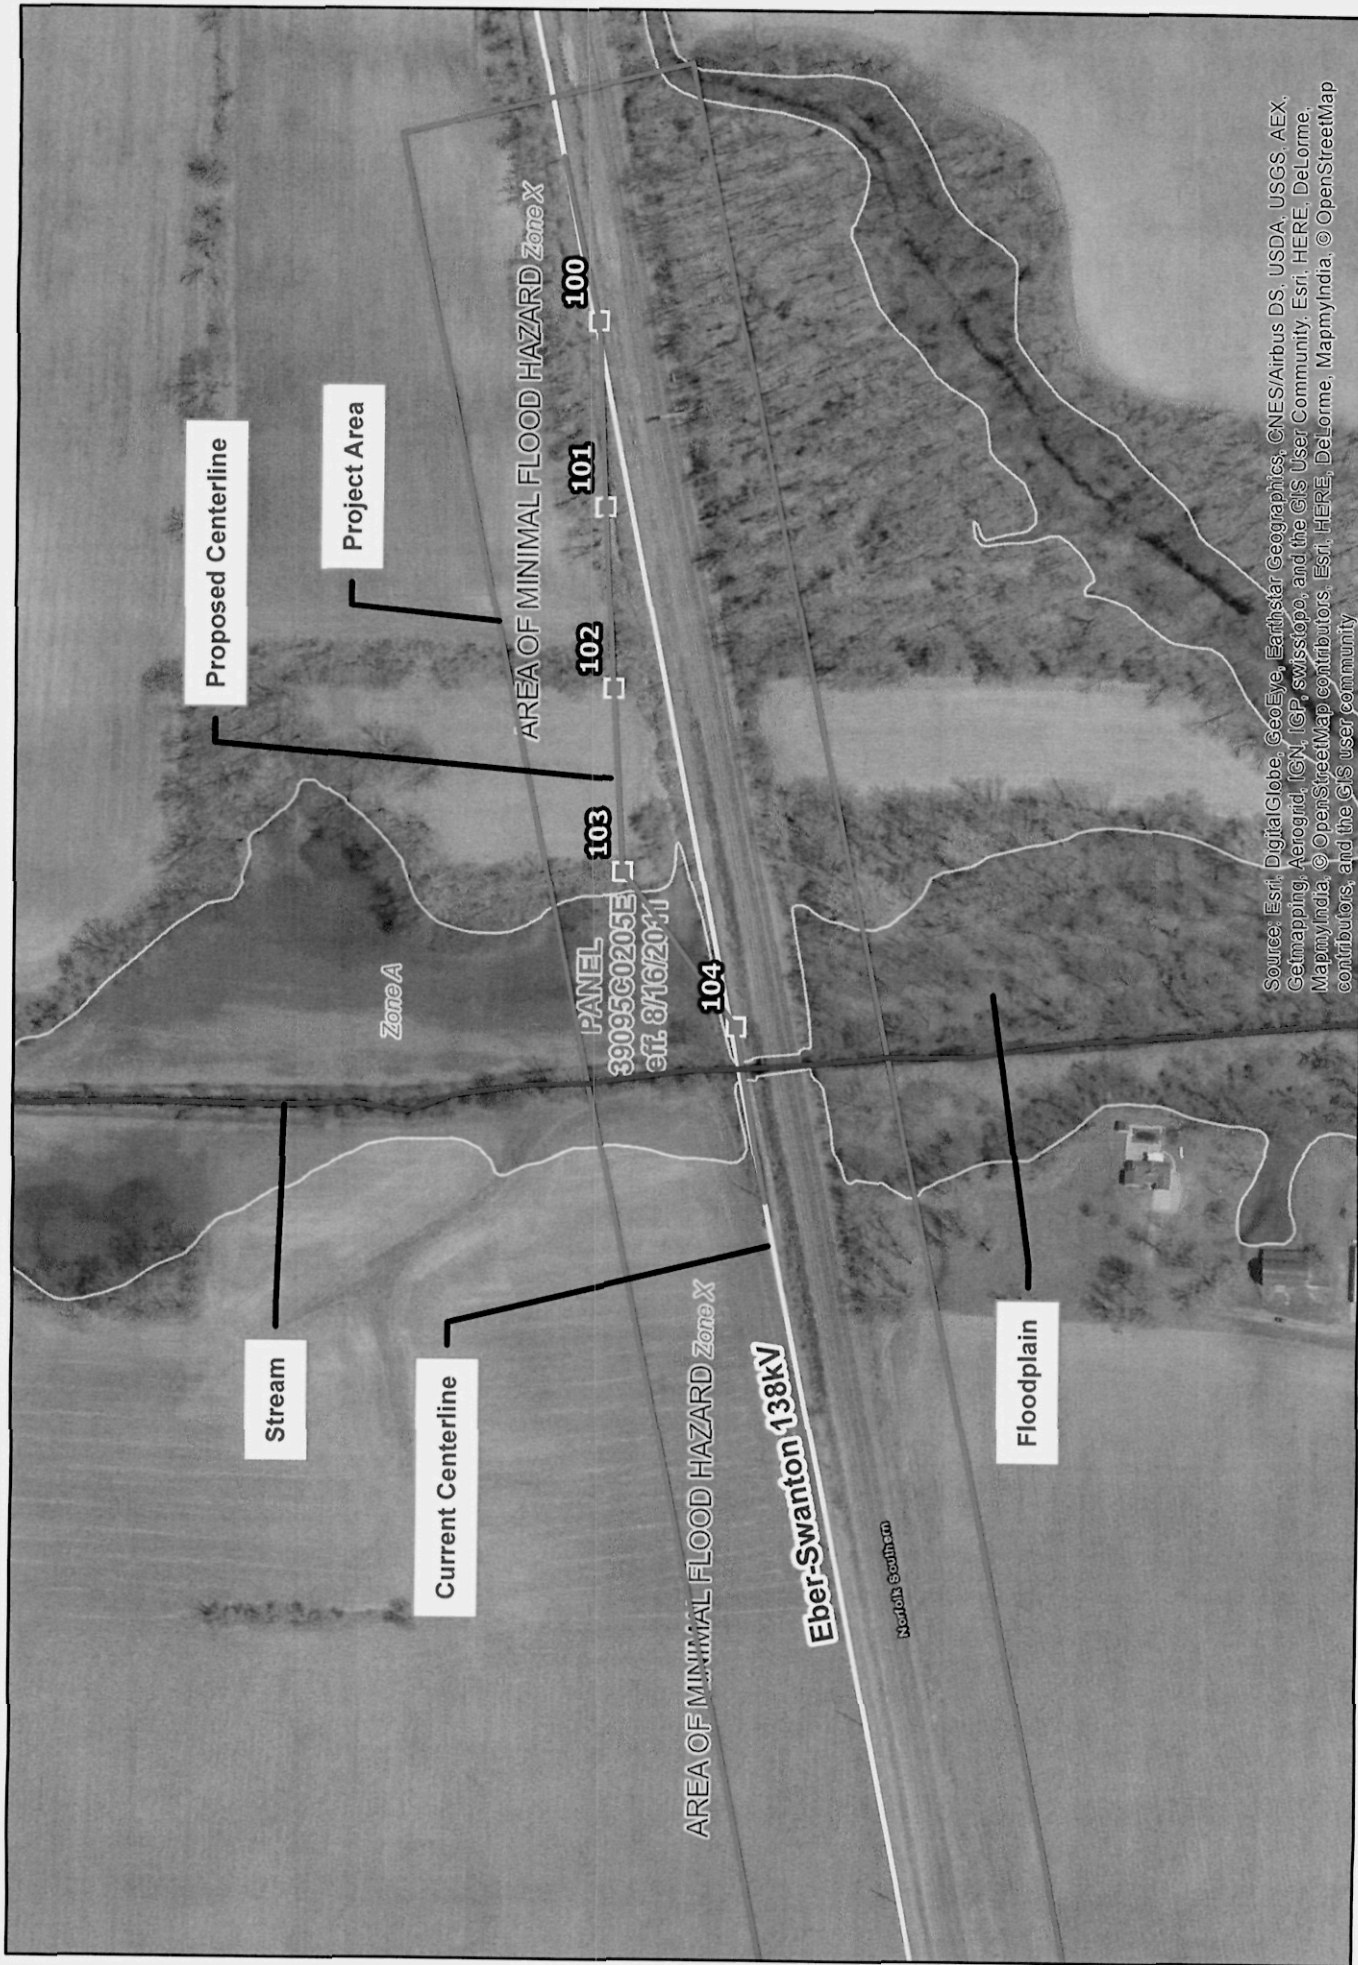 Stream
Current Centerline
Proposed Centerline
Project Area
Zone A
AREA OF MINIMAL FLOOD HAZARD Zone X
PANEL
39095C0205E
eff. 8/16/2011
104
103
102
101
100
AREA OF MINIMAL FLOOD HAZARD Zone X
Eber-Swanton 138kV
Norfolk Southern
Floodplain
Source: Esri, DigitalGlobe, GeoEye, Earthstar Geographics, CNES/Airbus DS, USDA, USGS, AEX,
Getmapping, Aerogrid, IGN, IGP, swisstopo, and the GIS User Community, Esri, HERE, DeLorme,
MapmyIndia, © OpenStreetMap contributors, Esri, HERE, DeLorme, MapmyIndia, © OpenStreetMap
contributors, and the GIS user community